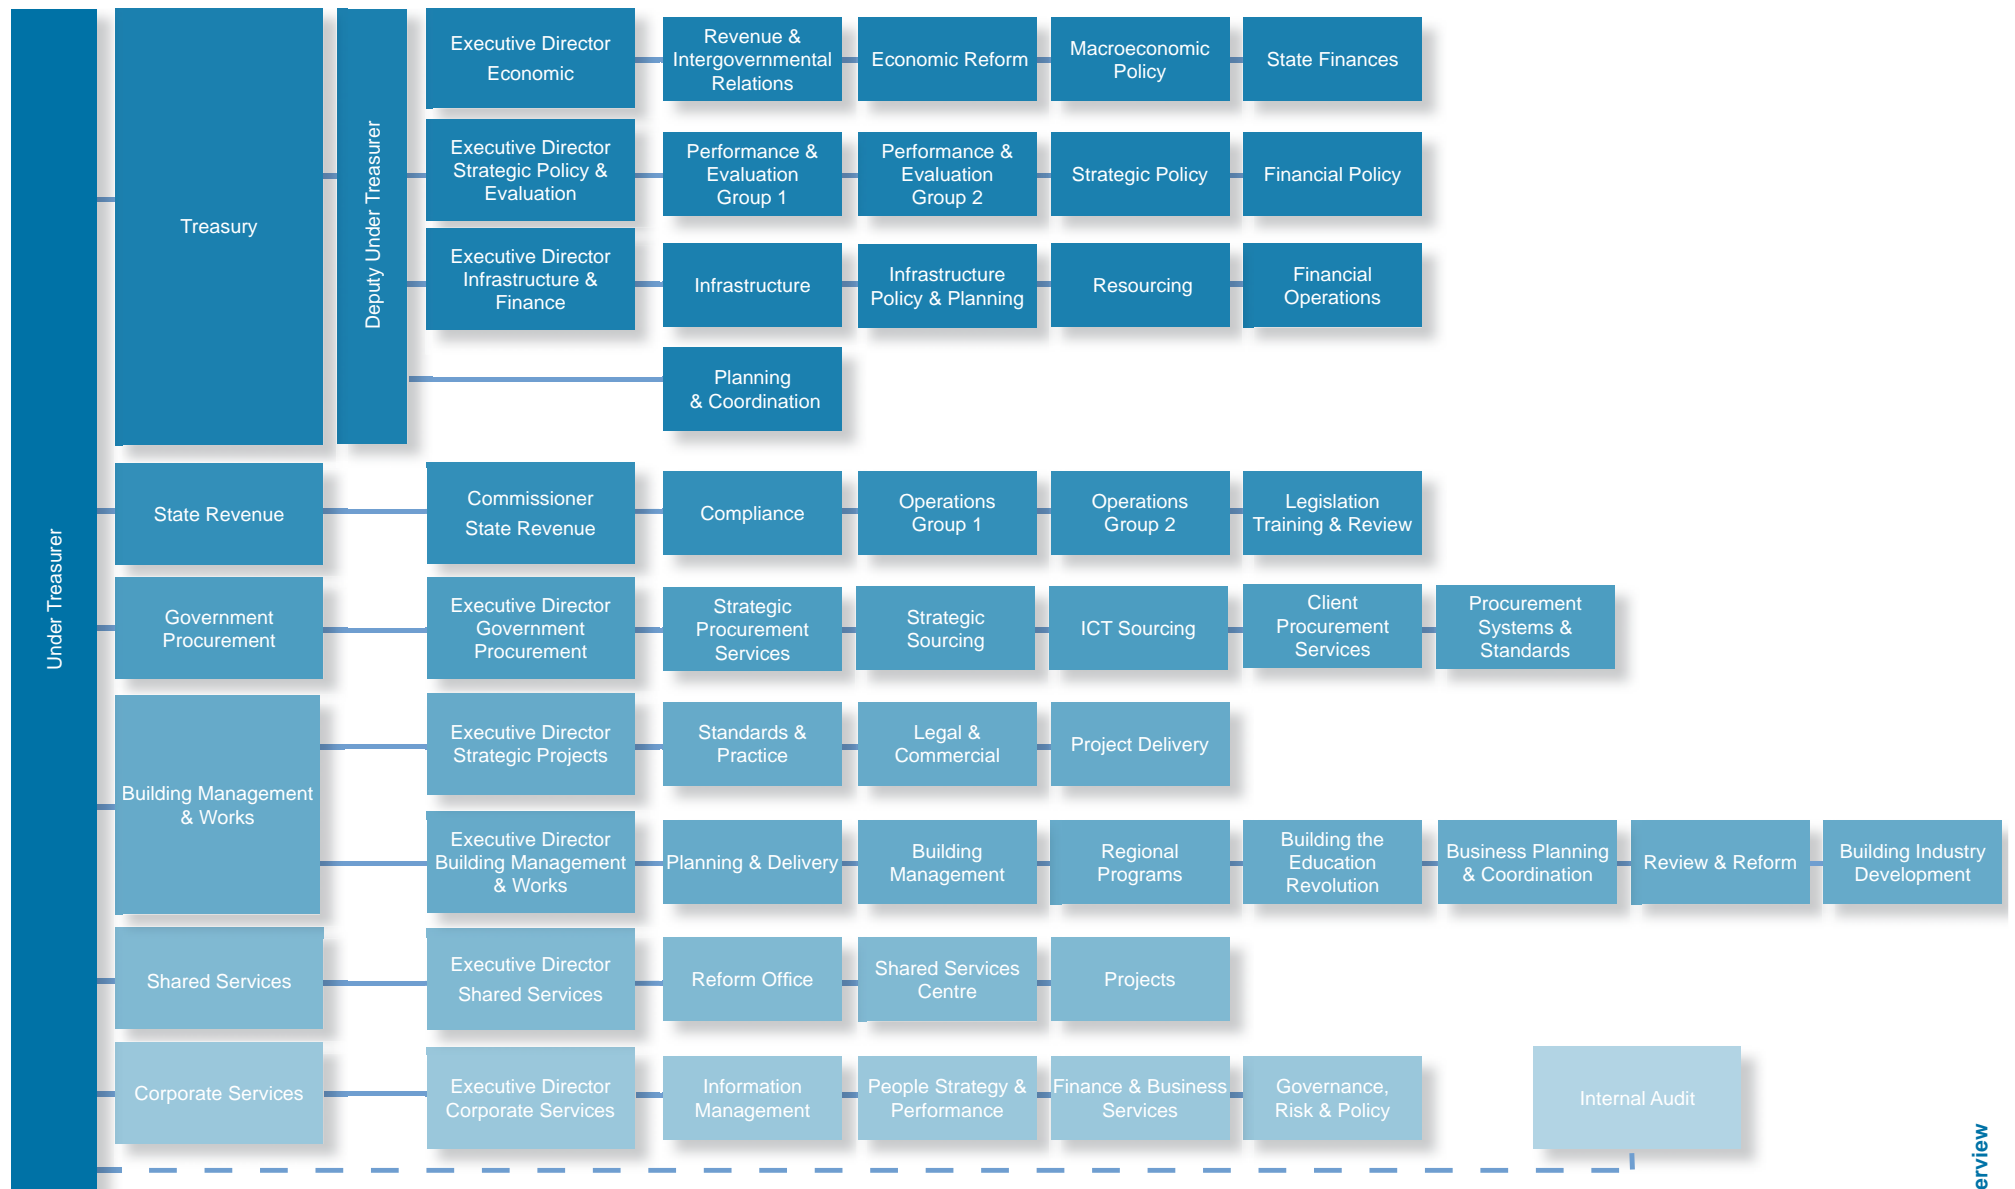 Under Treasurer
Treasury
Deputy Under Treasurer
Executive Director
Economic
Revenue &
Intergovernmental
Relations
Economic Reform
Macroeconomic
Policy
State Finances
Executive Director
Strategic Policy &
Evaluation
Performance &
Evaluation
Group 1
Performance &
Evaluation
Group 2
Strategic Policy
Financial Policy
Executive Director
Infrastructure &
Finance
Infrastructure
Infrastructure
Policy & Planning
Resourcing
Financial
Operations
Planning
& Coordination
State Revenue
Commissioner
State Revenue
Compliance
Operations
Group 1
Operations
Group 2
Legislation
Training & Review
Government
Procurement
Executive Director
Government
Procurement
Strategic
Procurement
Services
Strategic
Sourcing
ICT Sourcing
Client
Procurement
Services
Procurement
Systems &
Standards
Building Management
& Works
Executive Director
Strategic Projects
Standards &
Practice
Legal &
Commercial
Project Delivery
Executive Director
Building Management
& Works
Planning & Delivery
Building
Management
Regional
Programs
Building the
Education
Revolution
Business Planning
& Coordination
Review & Reform
Building Industry
Development
Shared Services
Executive Director
Shared Services
Reform Office
Shared Services
Centre
Projects
Corporate Services
Executive Director
Corporate Services
Information
Management
People Strategy &
Performance
Finance & Business
Services
Governance,
Risk & Policy
Internal Audit
erview